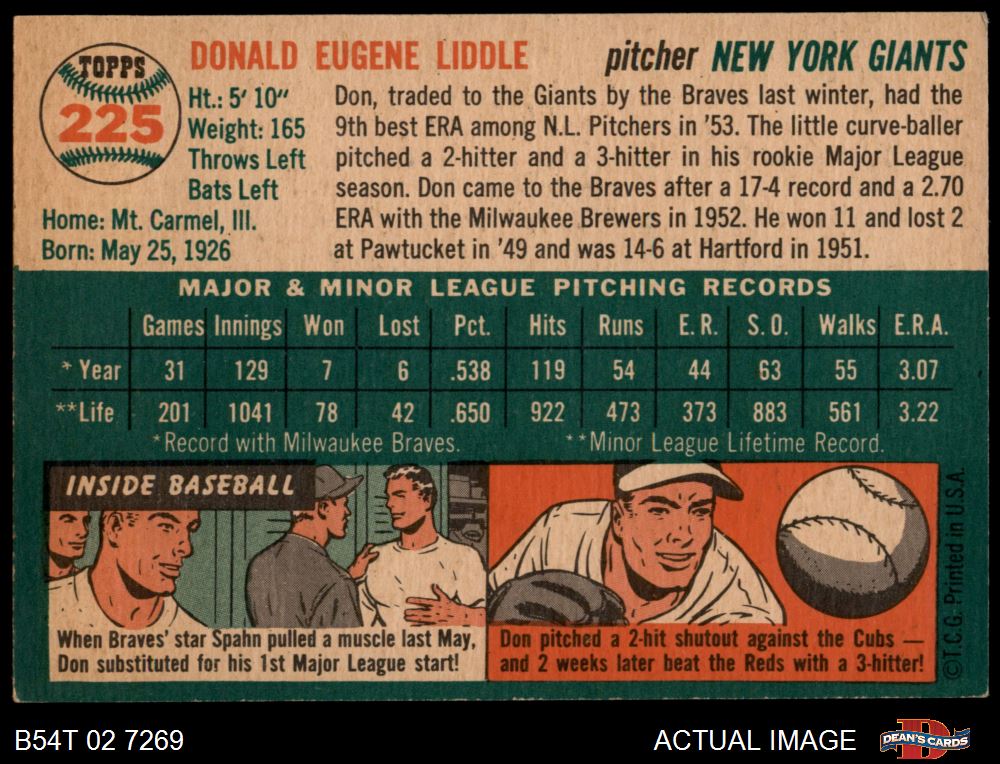 TOPPS
225
DONALD EUGENE LIDDLE
pitcher NEW YORK GIANTS
Ht.: 5' 10"
Weight: 165
Throws Left
Bats Left
Home: Mt. Carmel, Ill.
Born: May 25, 1926
Don, traded to the Giants by the Braves last winter, had the
9th best ERA among N.L. Pitchers in '53. The little curve-baller
pitched a 2-hitter and a 3-hitter in his rookie Major League
season. Don came to the Braves after a 17-4 record and a 2.70
ERA with the Milwaukee Brewers in 1952. He won 11 and lost 2
at Pawtucket in '49 and was 14-6 at Hartford in 1951.
MAJOR & MINOR LEAGUE PITCHING RECORDS
Games Innings Won Lost Pct. Hits Runs E.R. S.O. Walks E.R.A.
* Year 31 129 7 6 .538 119 54 44 63 55 3.07
**Life 201 1041 78 42 .650 922 473 373 883 561 3.22
*Record with Milwaukee Braves. **Minor League Lifetime Record.
INSIDE BASEBALL
When Braves' star Spahn pulled a muscle last May,
Don substituted for his 1st Major League start!
Don pitched a 2-hit shutout against the Cubs —
and 2 weeks later beat the Reds with a 3-hitter!
©T.C.G. Printed in U.S.A.
B54T 02 7269
ACTUAL IMAGE
DEAN'S CARDS